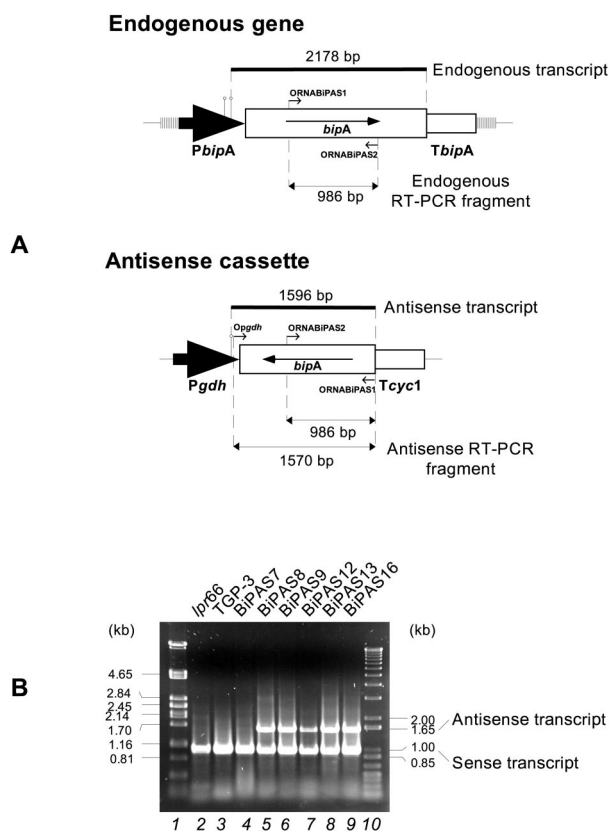 Endogenous gene
2178 bp
Endogenous transcript
ORNABiPAS1
bipA
PbipA
TbipA
ORNABiPAS2
986 bp
Endogenous
RT-PCR fragment
A
Antisense cassette
1596 bp
Antisense transcript
Opgdh
ORNABiPAS2
bipA
Pgdh
Tcyc1
ORNABiPAS1
986 bp
1570 bp
Antisense RT-PCR
fragment
lpr66
TGP-3
BiPAS7
BiPAS8
BiPAS9
BiPAS12
BiPAS13
BiPAS16
(kb)
(kb)
B
4.65
2.84
2.45
2.14
1.70
1.16
0.81
2.00
1.65
1.00
0.85
Antisense transcript
Sense transcript
1 2 3 4 5 6 7 8 9 10